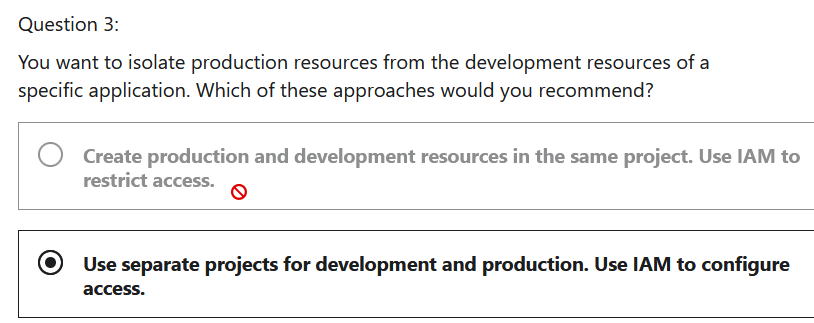 Question 3:
You want to isolate production resources from the development resources of a
specific application. Which of these approaches would you recommend?
Create production and development resources in the same project. Use IAM to
restrict access.
Use separate projects for development and production. Use IAM to configure
access.